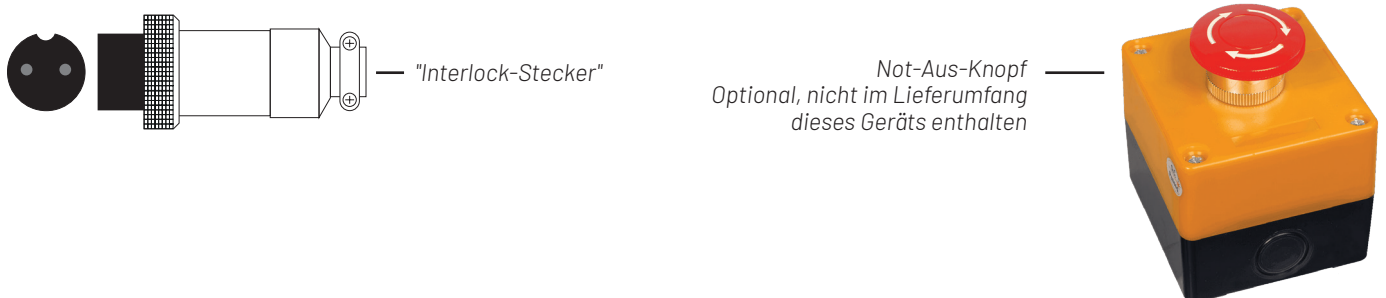 "Interlock-Stecker"
Not-Aus-Knopf
Optional, nicht im Lieferumfang
dieses Geräts enthalten